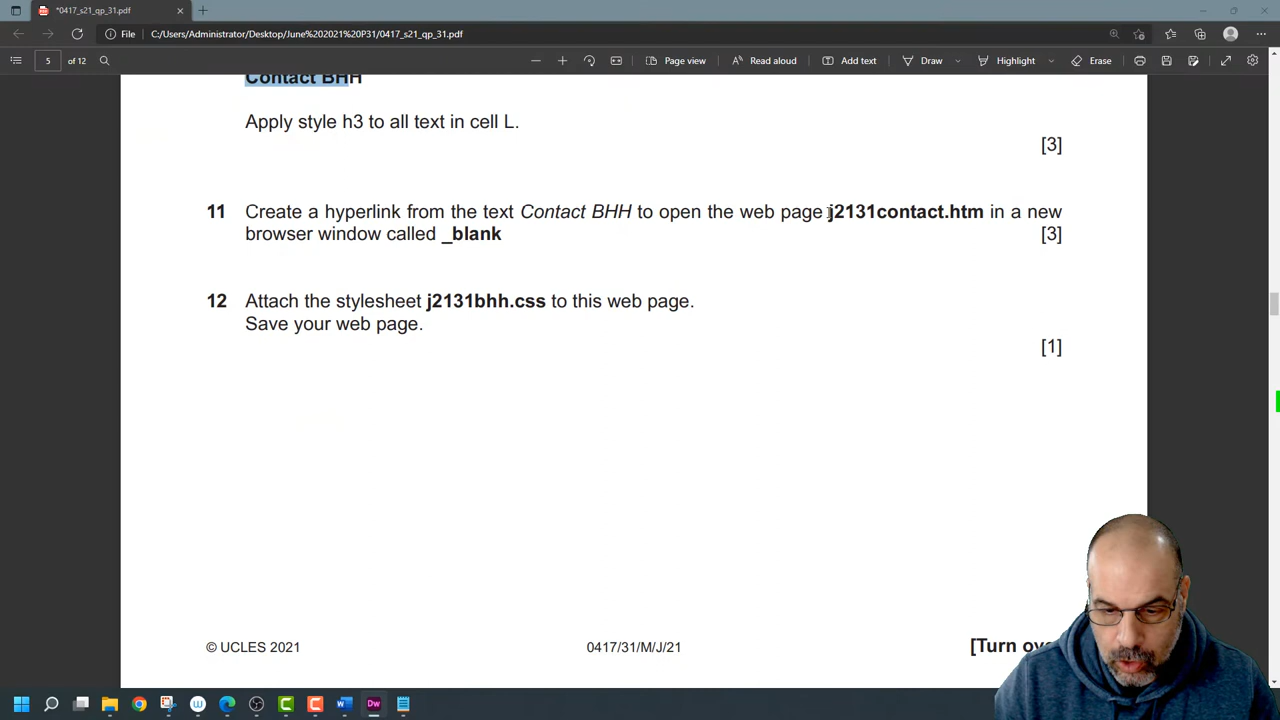 *0417_s21_qp_31.pdf
File C:/Users/Administrator/Desktop/June%202021%20P31/0417_s21_qp_31.pdf
5 of 12 Page view Read aloud Add text Draw Highlight Erase
Contact BHH
Apply style h3 to all text in cell L.
[3]
11 Create a hyperlink from the text Contact BHH to open the web page j2131contact.htm in a new
browser window called _blank [3]
12 Attach the stylesheet j2131bhh.css to this web page.
Save your web page.
[1]
© UCLES 2021 0417/31/M/J/21 [Turn